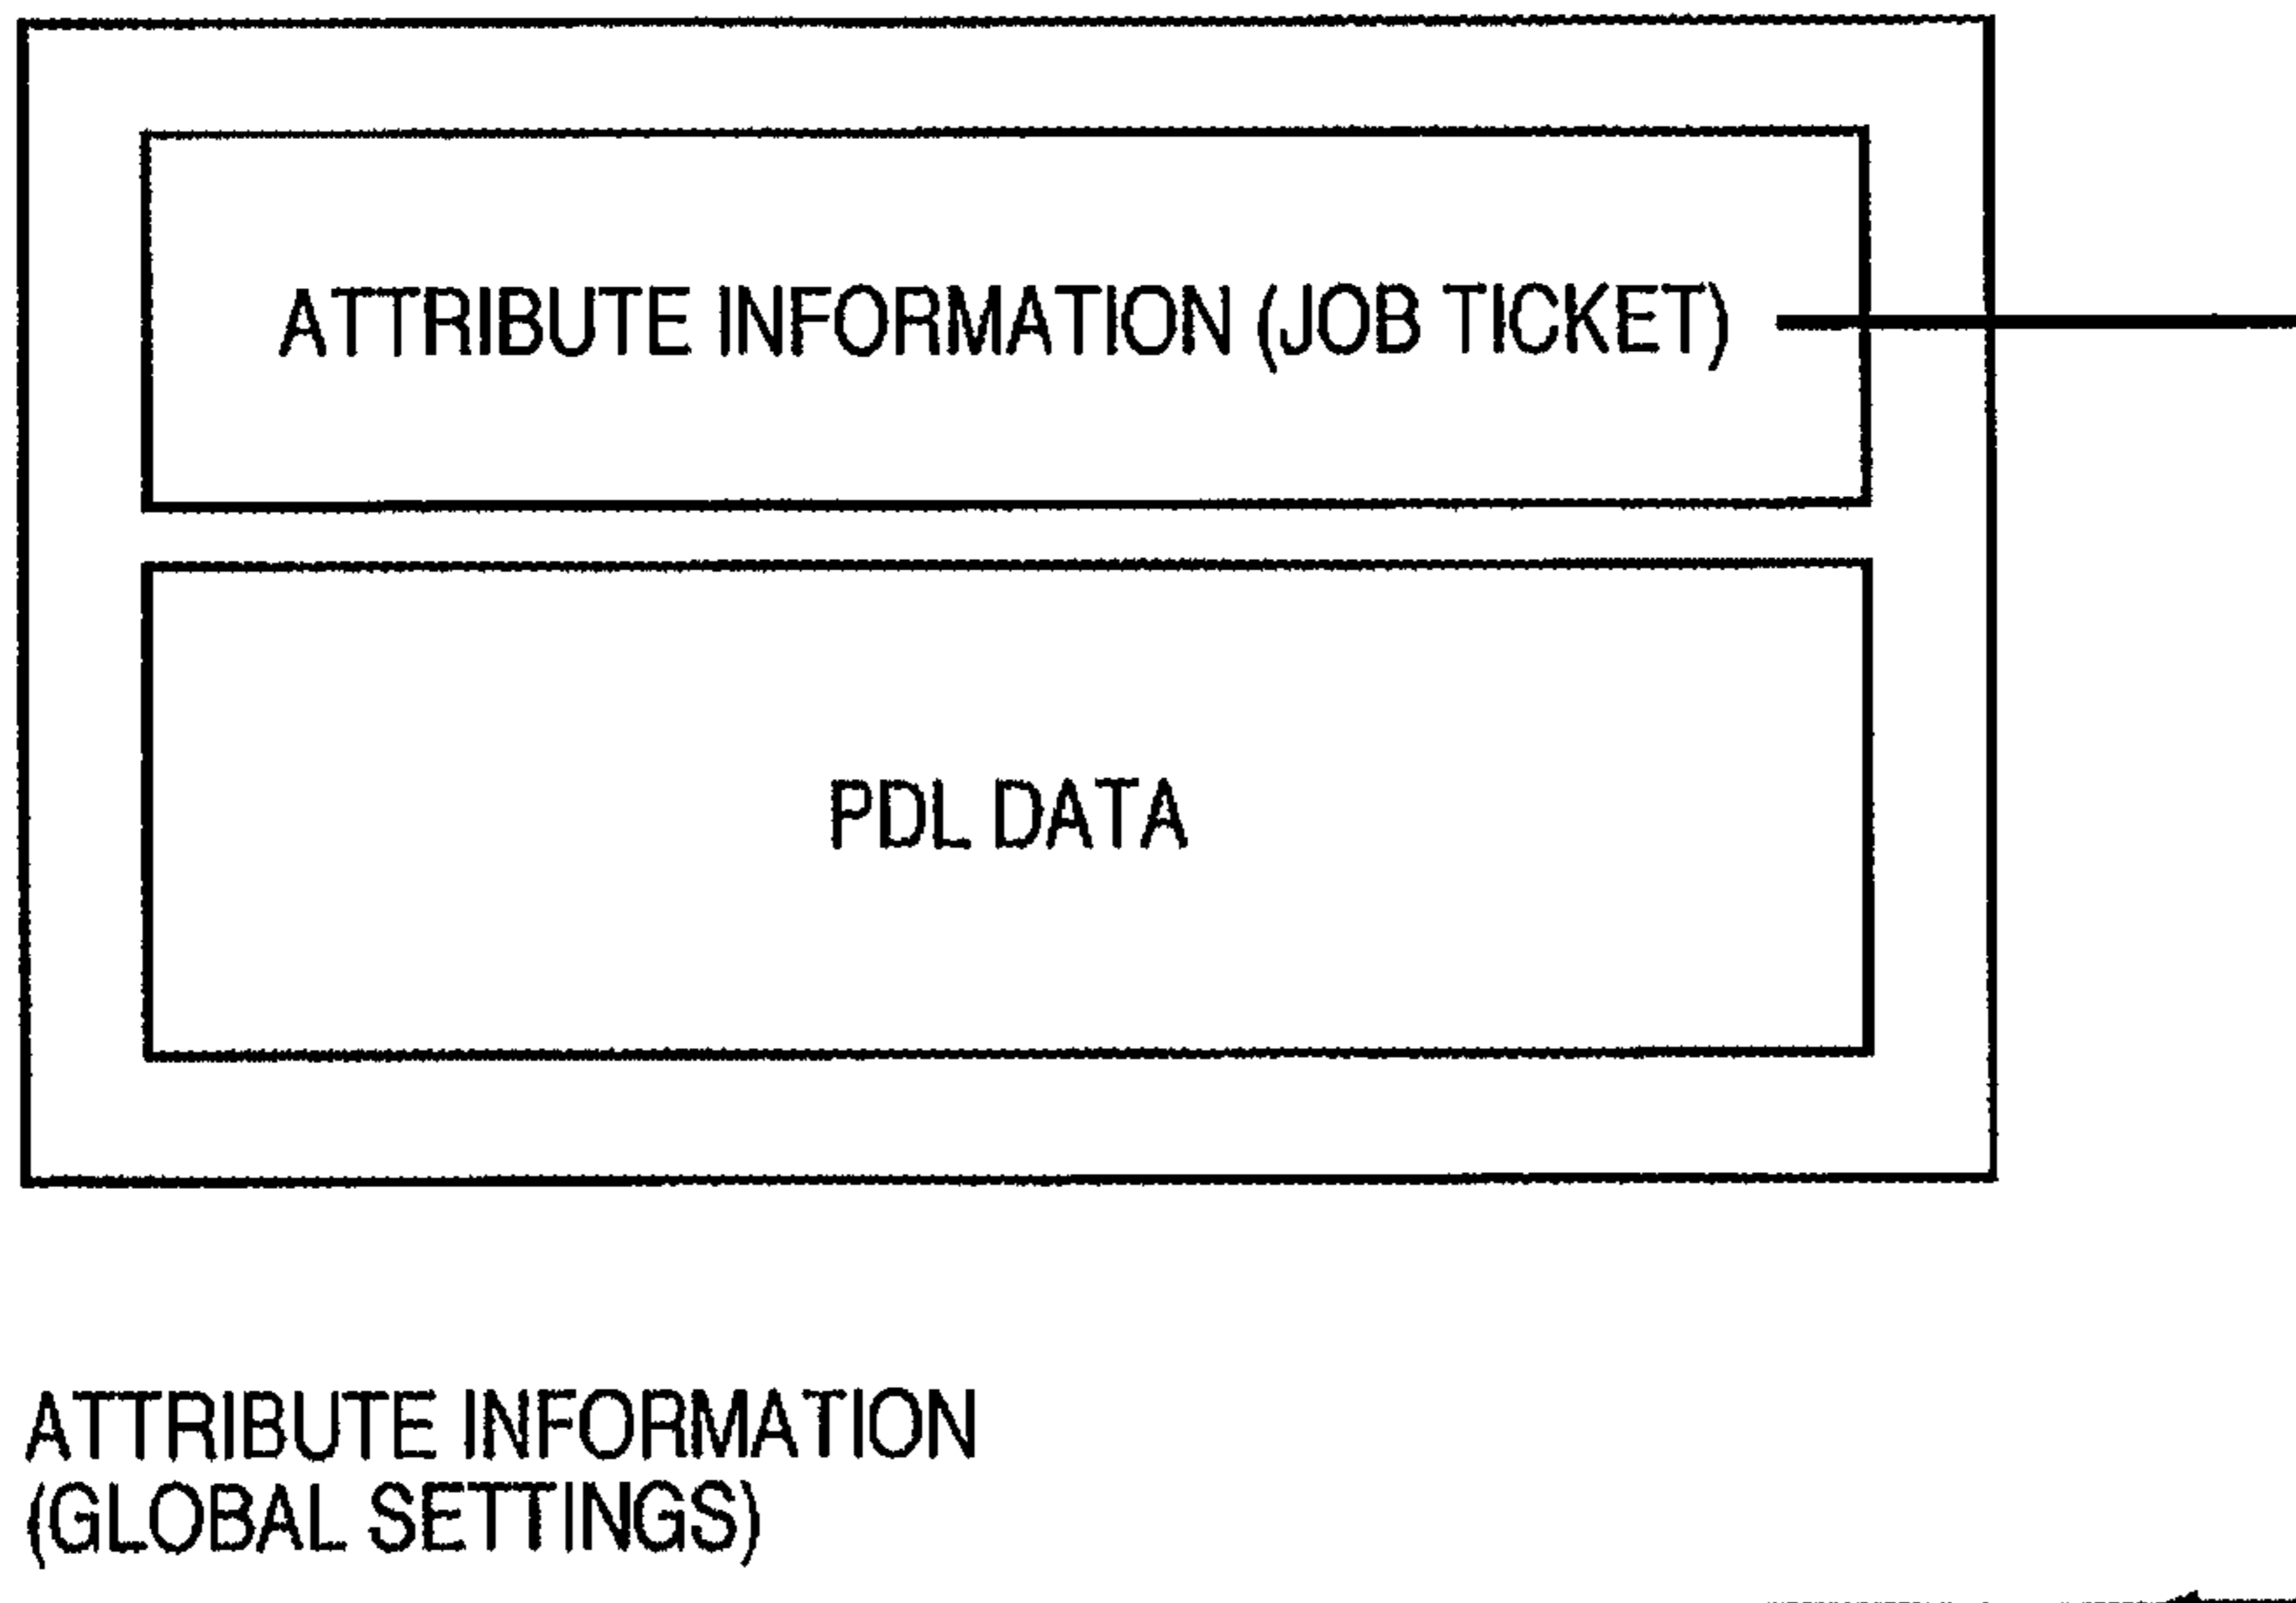 ATTRIBUTE INFORMATION (JOB TICKET)
PDL DATA
ATTRIBUTE INFORMATION
(GLOBAL SETTINGS)